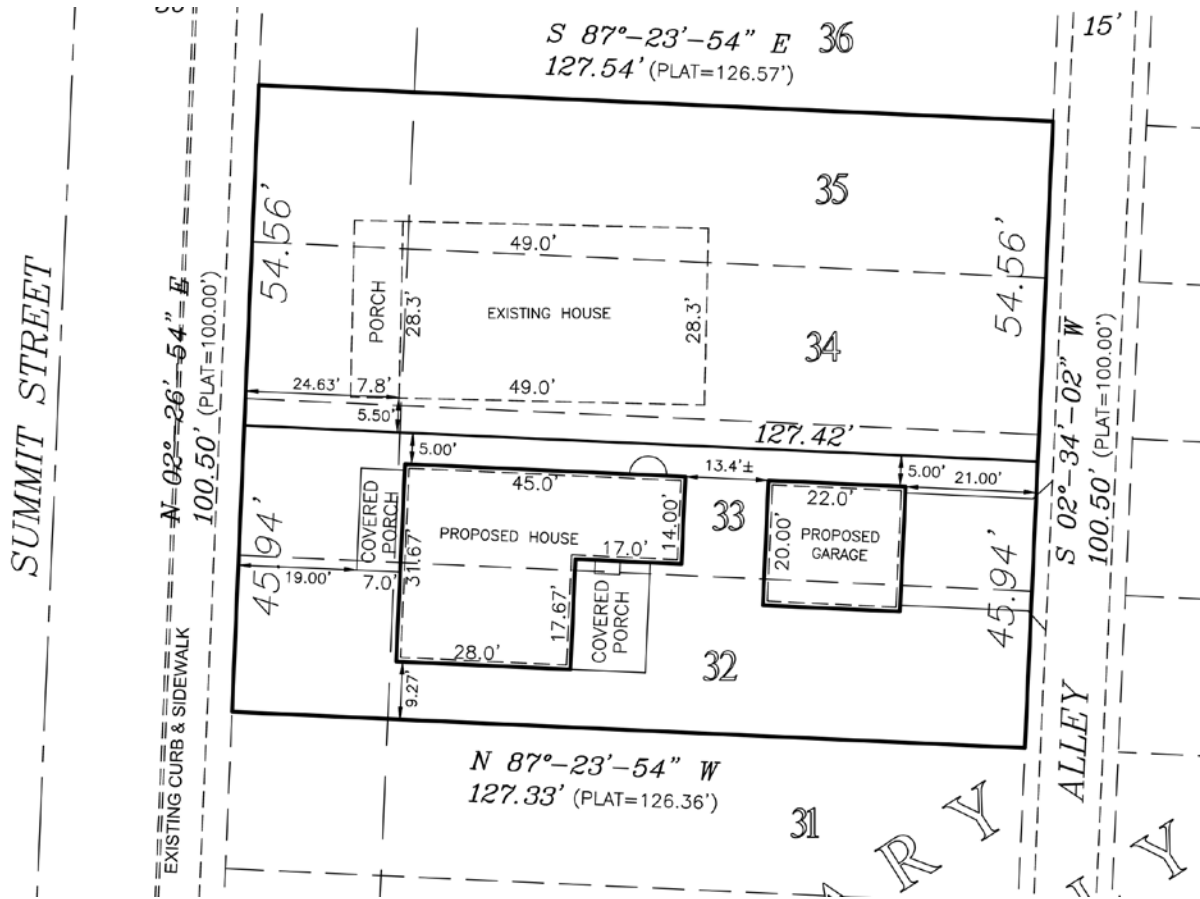 15'
S 87°-23'-54" E
36
127.54' (PLAT=126.57')
35
54.56'
54.56'
49.0'
PORCH
28.3'
EXISTING HOUSE
28.3'
34
SUMMIT STREET
N 02°-26'-54" E
100.50' (PLAT=100.00')
S 02°-34'-02" W
100.50' (PLAT=100.00')
24.63'
7.8'
49.0'
5.50'
127.42'
5.00'
13.4'±
5.00'
21.00'
45.0'
22.0'
COVERED
PORCH
PROPOSED HOUSE
14.00'
33
20.00'
PROPOSED
GARAGE
17.0'
45.94'
19.00'
7.0'
31.67'
17.67'
COVERED
PORCH
45.94'
28.0'
32
9.27'
EXISTING CURB & SIDEWALK
ALLEY
N 87°-23'-54" W
127.33' (PLAT=126.36')
31
RY
Y